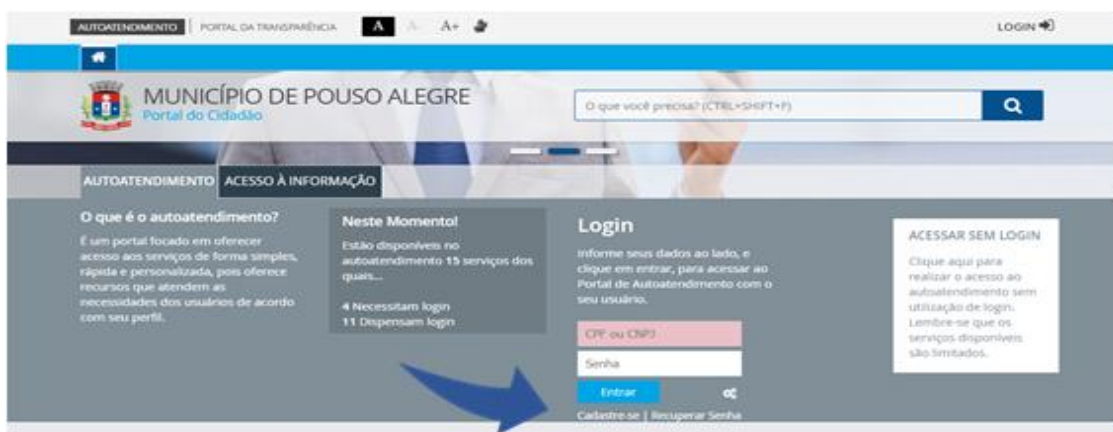 AUTOATENDIMENTO | PORTAL DA TRANSPARÊNCIA A A- A+ LOGIN
MUNICÍPIO DE POUSO ALEGRE
Portal do Cidadão
O que você precisa? (CTRL+SHIFT+F)
AUTOATENDIMENTO ACESSO À INFORMAÇÃO
O que é o autoatendimento?
É um portal focado em oferecer
acesso aos serviços de forma simples,
rápida e personalizada, pois oferece
recursos que atendem as
necessidades dos usuários de acordo
com seu perfil.
Neste Momento!
Estão disponíveis no
autoatendimento 15 serviços dos
quais...
4 Necessitam login
11 Dispensam login
Login
Informe seus dados ao lado, e
clique em entrar, para acessar ao
Portal de Autoatendimento com o
seu usuário.
CPF ou CNPJ
Senha
Entrar
Cadastre-se | Recuperar Senha
ACESSAR SEM LOGIN
Clique aqui para
realizar o acesso ao
autoatendimento sem
utilização de login.
Lembre-se que os
serviços disponíveis
são limitados.